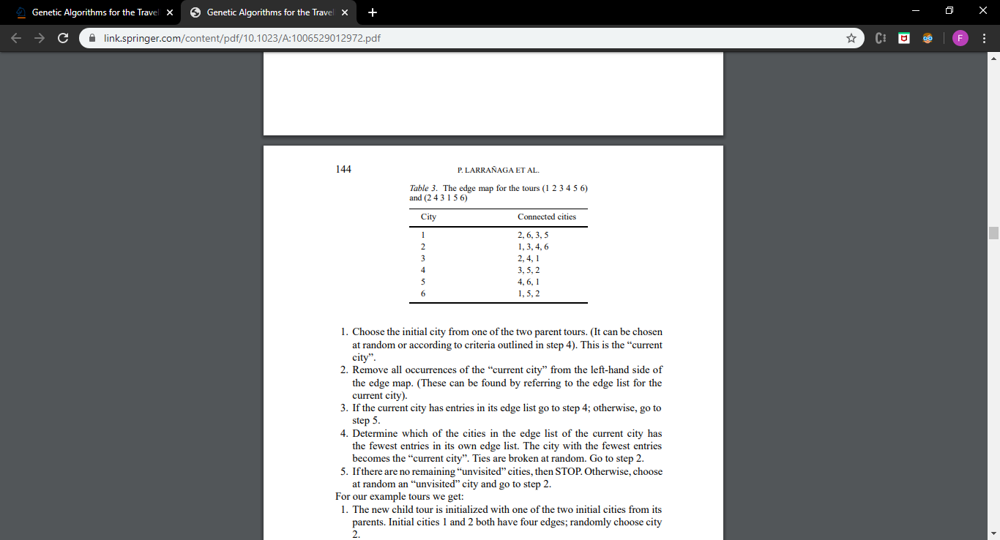 Genetic Algorithms for the Travel
Genetic Algorithms for the Travel
link.springer.com/content/pdf/10.1023/A:1006529012972.pdf
F
144
P. LARRAÑAGA ET AL.
Table 3. The edge map for the tours (1 2 3 4 5 6)
and (2 4 3 1 5 6)
City Connected cities
1 2, 6, 3, 5
2 1, 3, 4, 6
3 2, 4, 1
4 3, 5, 2
5 4, 6, 1
6 1, 5, 2
1. Choose the initial city from one of the two parent tours. (It can be chosen
at random or according to criteria outlined in step 4). This is the “current
city”.
2. Remove all occurrences of the “current city” from the left-hand side of
the edge map. (These can be found by referring to the edge list for the
current city).
3. If the current city has entries in its edge list go to step 4; otherwise, go to
step 5.
4. Determine which of the cities in the edge list of the current city has
the fewest entries in its own edge list. The city with the fewest entries
becomes the “current city”. Ties are broken at random. Go to step 2.
5. If there are no remaining “unvisited” cities, then STOP. Otherwise, choose
at random an “unvisited” city and go to step 2.
For our example tours we get:
1. The new child tour is initialized with one of the two initial cities from its
parents. Initial cities 1 and 2 both have four edges; randomly choose city
2.